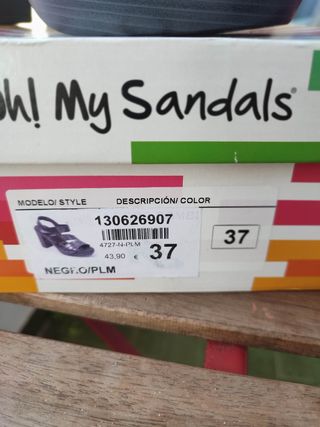 oh! My Sandals®
MODELO/ STYLE DESCRIPCIÓN/ COLOR
130626907
4727-N-PLM
43,90 € 37
37
NEGRO/PLM